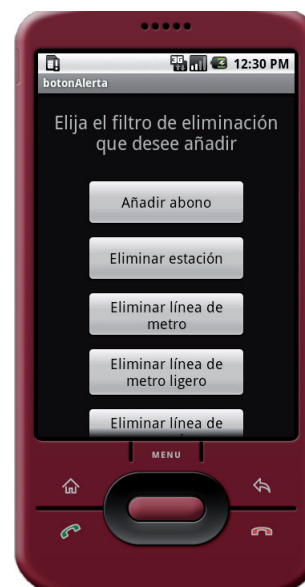 3G
12:30 PM
botonAlerta
Elija el filtro de eliminación
que desee añadir
Añadir abono
Eliminar estación
Eliminar línea de
metro
Eliminar línea de
metro ligero
Eliminar línea de
MENU